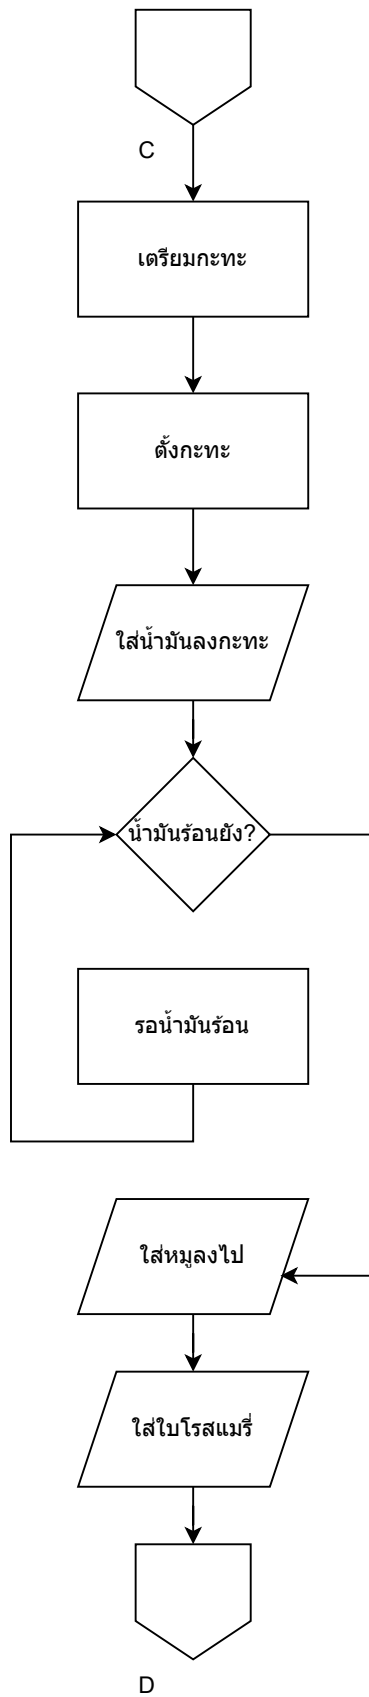 C
เตรียมกะทะ
ตั้งกะทะ
ใส่น้ำมันลงกะทะ
น้ำมันร้อนยัง?
รอน้ำมันร้อน
ใส่หมูลงไป
ใส่ใบโรสแมรี่
D